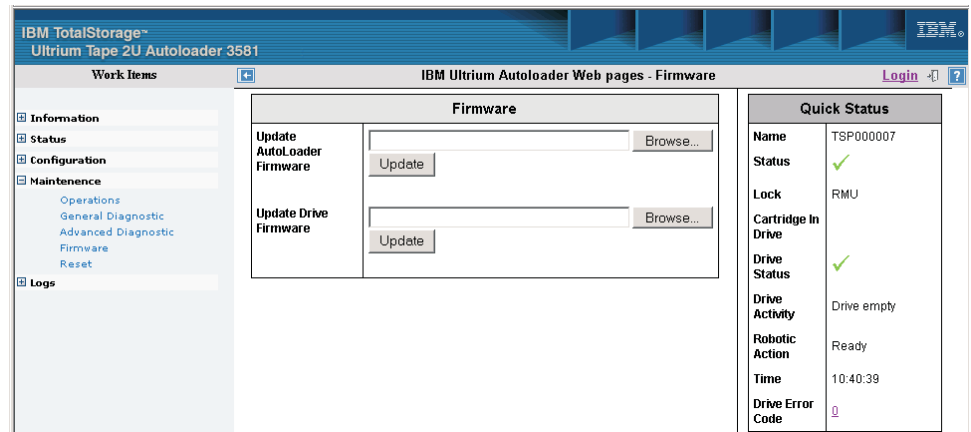 IBM TotalStorage™
Ultrium Tape 2U Autoloader 3581
IBM®
Work Items
IBM Ultrium Autoloader Web pages - Firmware
Login
?
Information
Status
Configuration
Maintenence
Operations
General Diagnostic
Advanced Diagnostic
Firmware
Reset
Logs
Firmware
Update
AutoLoader
Firmware
Browse...
Update
Update Drive
Firmware
Browse...
Update
Quick Status
Name TSP000007
Status
Lock RMU
Cartridge In
Drive
Drive
Status
Drive
Activity
Drive empty
Robotic
Action
Ready
Time 10:40:39
Drive Error
Code
0